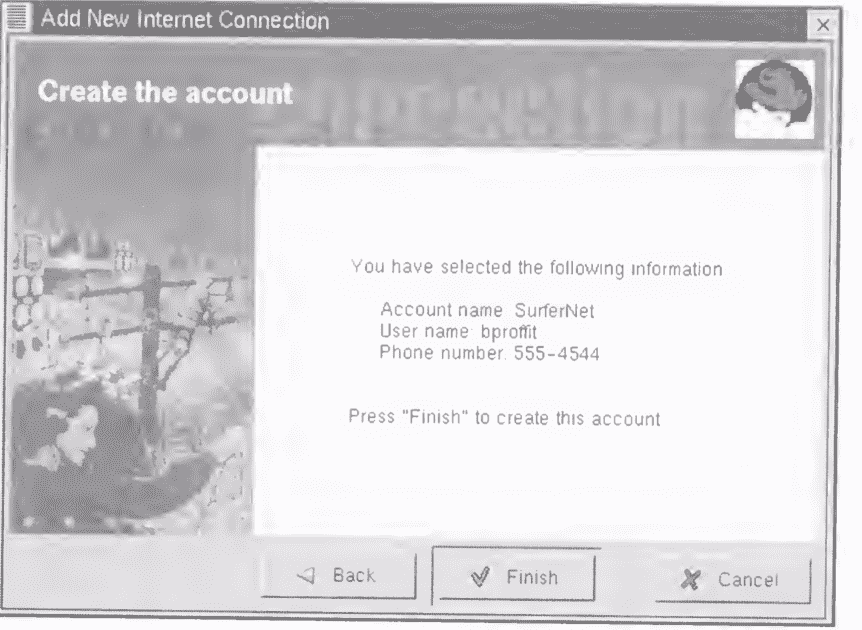 Add New Internet Connection
Create the account
You have selected the following information
Account name SurferNet
User name bproffit
Phone number. 555-4544
Press "Finish" to create this account
Back
Finish
Cancel